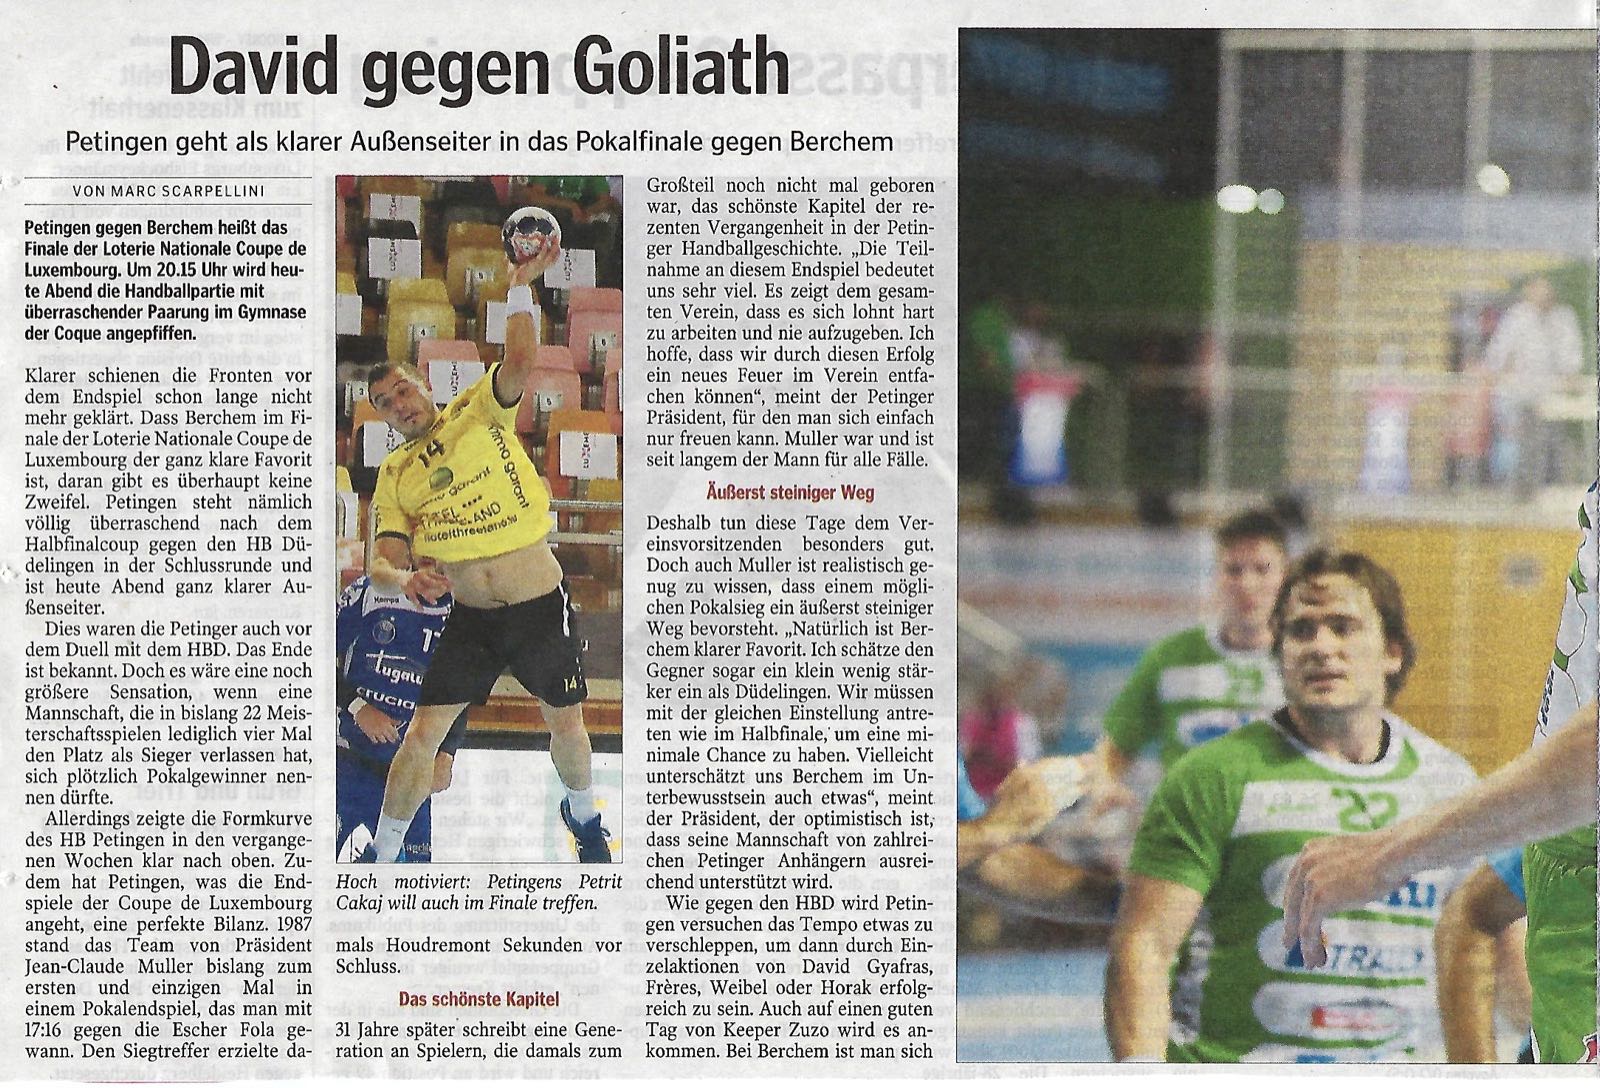 David gegen Goliath
Petingen geht als klarer Außenseiter in das Pokalfinale gegen Berchem
VON MARC SCARPELLINI
Petingen gegen Berchem heißt das
Finale der Loterie Nationale Coupe de
Luxembourg. Um 20.15 Uhr wird heu-
te Abend die Handballpartie mit
überraschender Paarung im Gymnase
der Coque angepfiffen.
Klarer schienen die Fronten vor
dem Endspiel schon lange nicht
mehr geklärt. Dass Berchem im Fi-
nale der Loterie Nationale Coupe de
Luxembourg der ganz klare Favorit
ist, daran gibt es überhaupt keine
Zweifel. Petingen steht nämlich
völlig überraschend nach dem
Halbfinalcoup gegen den HB Dü-
delingen in der Schlussrunde und
ist heute Abend ganz klarer Au-
ßenseiter.
Dies waren die Petinger auch vor
dem Duell mit dem HBD. Das Ende
ist bekannt. Doch es wäre eine noch
größere Sensation, wenn eine
Mannschaft, die in bislang 22 Meis-
terschaftsspielen lediglich vier Mal
den Platz als Sieger verlassen hat,
sich plötzlich Pokalgewinner nen-
nen dürfte.
Allerdings zeigte die Formkurve
des HB Petingen in den vergange-
nen Wochen klar nach oben. Zu-
dem hat Petingen, was die End-
spiele der Coupe de Luxembourg
angeht, eine perfekte Bilanz. 1987
stand das Team von Präsident
Jean-Claude Muller bislang zum
ersten und einzigen Mal in
einem Pokalendspiel, das man mit
17:16 gegen die Escher Fola ge-
wann. Den Siegtreffer erzielte da-
14
garant
garant
HOTEL THREELAND
hotelthreeland.lu
Kempa
tugalu
crucia
14
Hoch motiviert: Petingens Petrit
Cakaj will auch im Finale treffen.
mals Houdremont Sekunden vor
Schluss.
Das schönste Kapitel
31 Jahre später schreibt eine Gene-
ration an Spielern, die damals zum
Großteil noch nicht mal geboren
war, das schönste Kapitel der re-
zenten Vergangenheit in der Petin-
ger Handballgeschichte. „Die Teil-
nahme an diesem Endspiel bedeutet
uns sehr viel. Es zeigt dem gesam-
ten Verein, dass es sich lohnt hart
zu arbeiten und nie aufzugeben. Ich
hoffe, dass wir durch diesen Erfolg
ein neues Feuer im Verein entfa-
chen können“, meint der Petinger
Präsident, für den man sich einfach
nur freuen kann. Muller war und ist
seit langem der Mann für alle Fälle.
Äußerst steiniger Weg
Deshalb tun diese Tage dem Ver-
einsvorsitzenden besonders gut.
Doch auch Muller ist realistisch ge-
nug zu wissen, dass einem mögli-
chen Pokalsieg ein äußerst steiniger
Weg bevorsteht. „Natürlich ist Ber-
chem klarer Favorit. Ich schätze den
Gegner sogar ein klein wenig stär-
ker ein als Düdelingen. Wir müssen
mit der gleichen Einstellung antre-
ten wie im Halbfinale, um eine mi-
nimale Chance zu haben. Vielleicht
unterschätzt uns Berchem im Un-
terbewusstsein auch etwas“, meint
der Präsident, der optimistisch ist,
dass seine Mannschaft von zahlrei-
chen Petinger Anhängern ausrei-
chend unterstützt wird.
Wie gegen den HBD wird Petin-
gen versuchen das Tempo etwas zu
verschleppen, um dann durch Ein-
zelaktionen von David Gyafras,
Frères, Weibel oder Horak erfolg-
reich zu sein. Auch auf einen guten
Tag von Keeper Zuzo wird es an-
kommen. Bei Berchem ist man sich